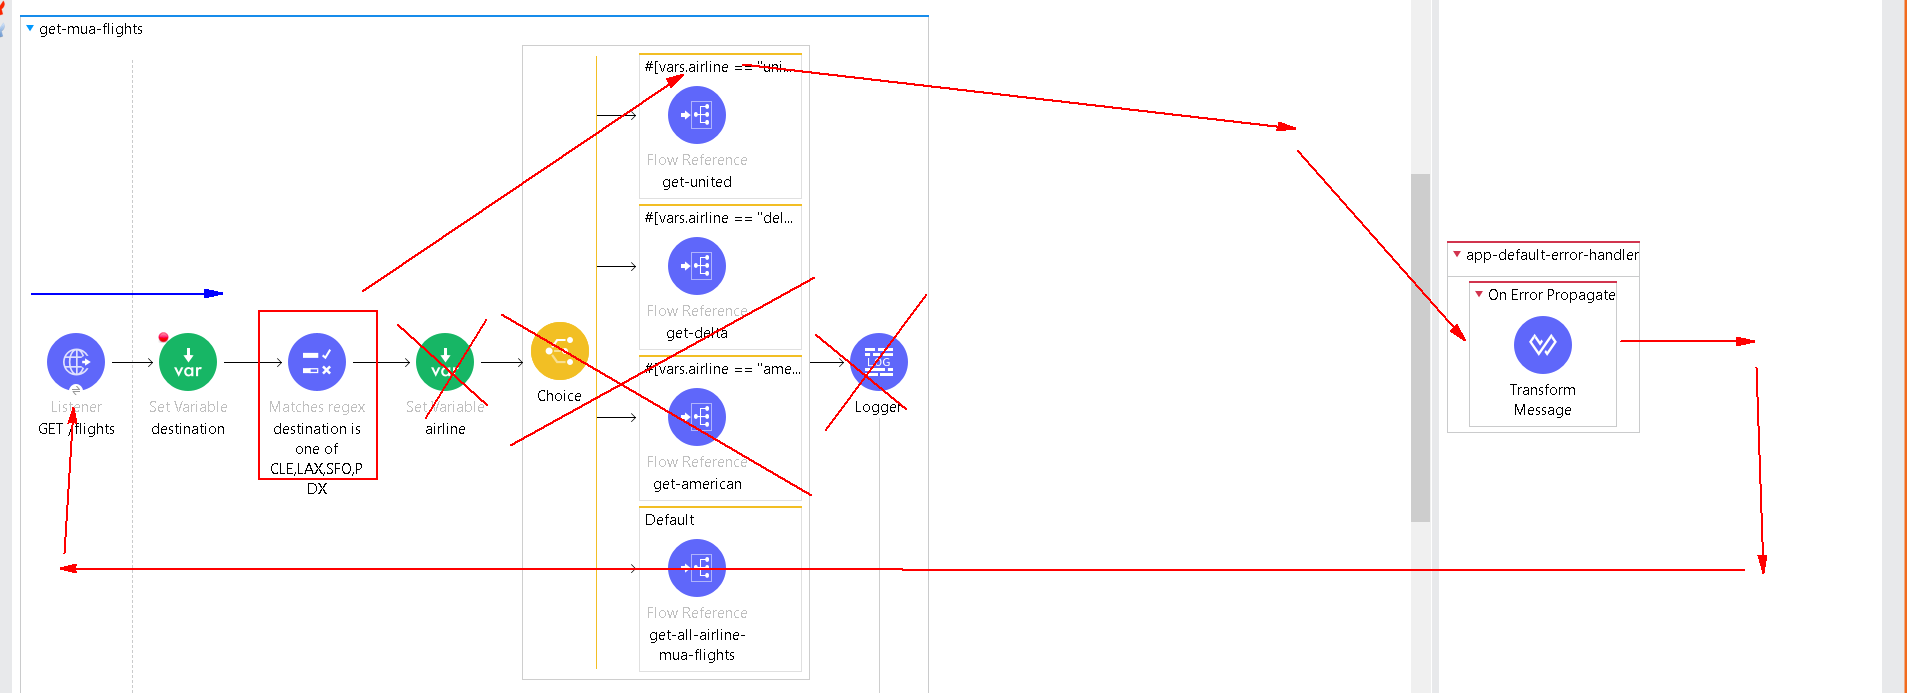 get-mua-flights
Listener
GET /flights
Set Variable
destination
Matches regex
destination is
one of
CLE,LAX,SFO,P
DX
Set Variable
airline
Choice
#[vars.airline == "uni...
Flow Reference
get-united
#[vars.airline == "del...
Flow Reference
get-delta
#[vars.airline == "ame...
Flow Reference
get-american
Default
Flow Reference
get-all-airline-
mua-flights
Logger
app-default-error-handler
On Error Propagate
Transform
Message
var
var
LOG